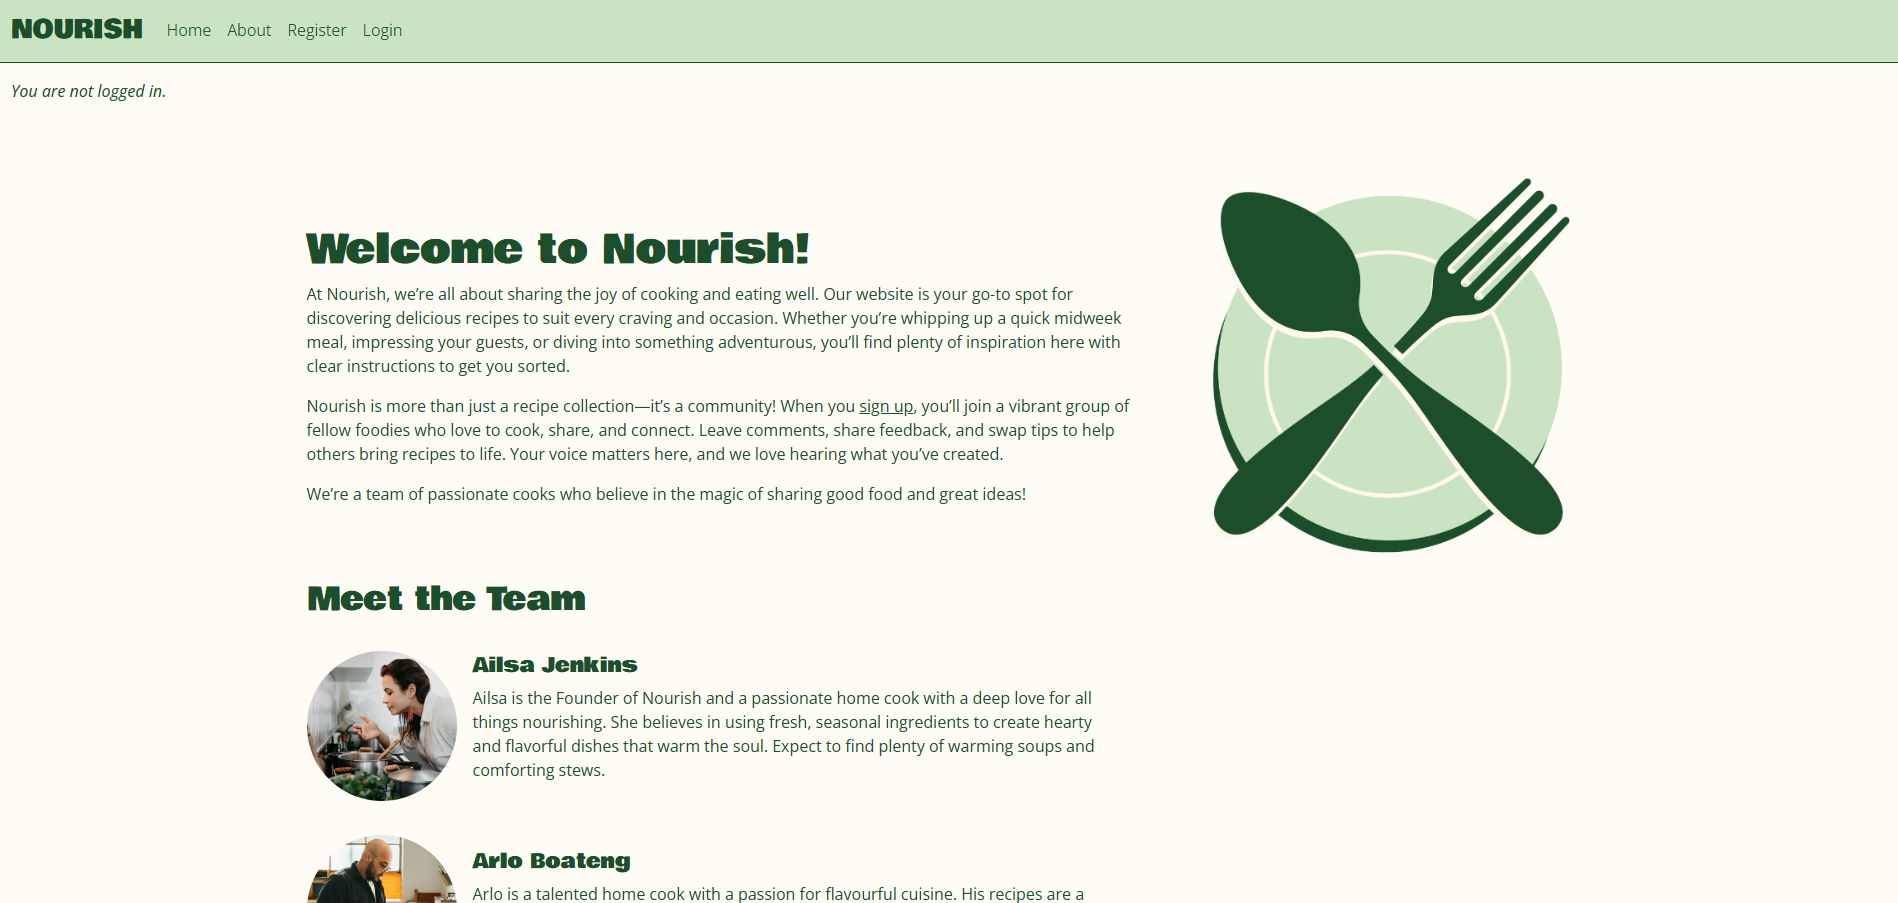 NOURISH Home About Register Login
You are not logged in.
Welcome to Nourish!
At Nourish, we’re all about sharing the joy of cooking and eating well. Our website is your go-to spot for
discovering delicious recipes to suit every craving and occasion. Whether you’re whipping up a quick midweek
meal, impressing your guests, or diving into something adventurous, you’ll find plenty of inspiration here with
clear instructions to get you sorted.
Nourish is more than just a recipe collection—it’s a community! When you sign up, you’ll join a vibrant group of
fellow foodies who love to cook, share, and connect. Leave comments, share feedback, and swap tips to help
others bring recipes to life. Your voice matters here, and we love hearing what you’ve created.
We’re a team of passionate cooks who believe in the magic of sharing good food and great ideas!
Meet the Team
Ailsa Jenkins
Ailsa is the Founder of Nourish and a passionate home cook with a deep love for all
things nourishing. She believes in using fresh, seasonal ingredients to create hearty
and flavorful dishes that warm the soul. Expect to find plenty of warming soups and
comforting stews.
Arlo Boateng
Arlo is a talented home cook with a passion for flavourful cuisine. His recipes are a